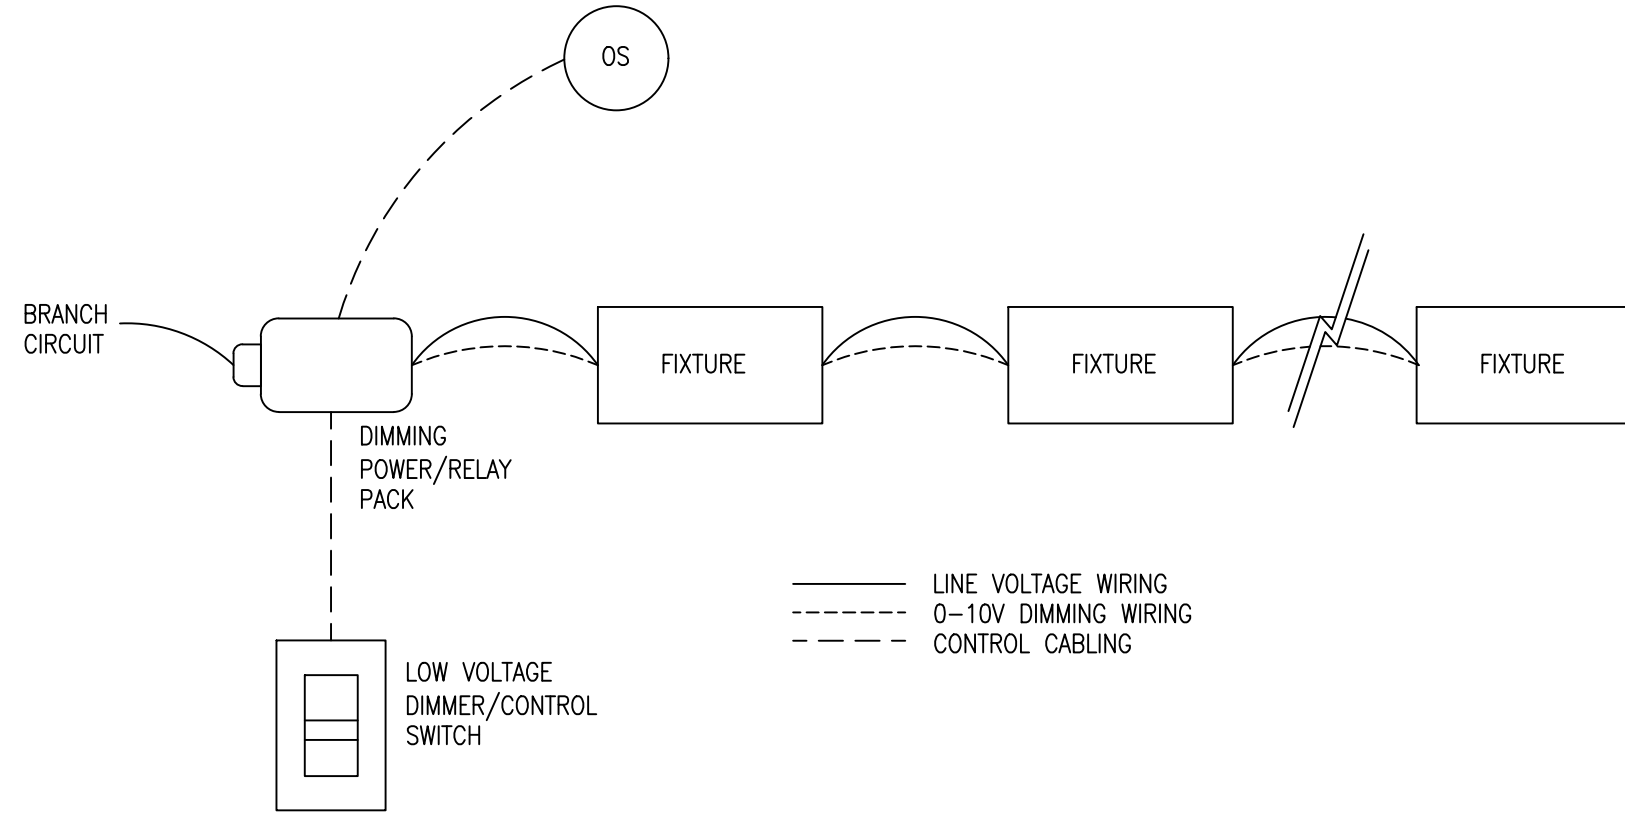 OS
BRANCH
CIRCUIT
FIXTURE
FIXTURE
FIXTURE
DIMMING
POWER/RELAY
PACK
LINE VOLTAGE WIRING
0-10V DIMMING WIRING
CONTROL CABLING
LOW VOLTAGE
DIMMER/CONTROL
SWITCH